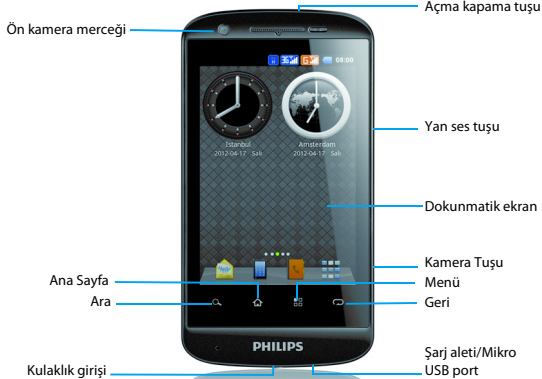 Açma kapama tuşu
Ön kamera merceği
08:00
Yan ses tuşu
Istanbul
2012-04-17 Salı
Amsterdam
2012-04-17 Salı
Dokunmatik ekran
Kamera Tuşu
Ana Sayfa
Menü
Ara
Geri
PHILIPS
Kulaklık girişi
Şarj aleti/Mikro
USB port